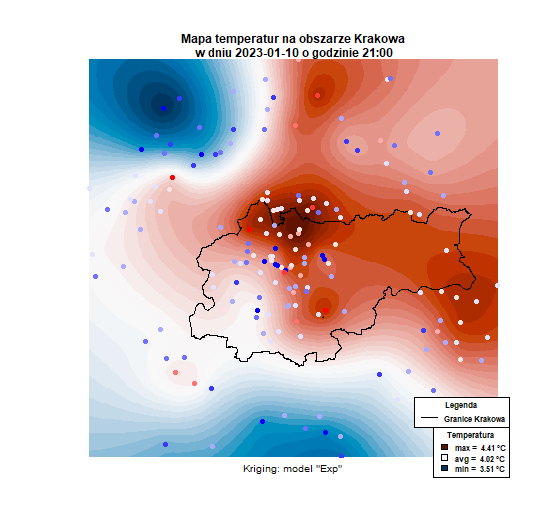 Mapa temperatur na obszarze Krakowa
w dniu 2023-01-10 o godzinie 21:00
Legenda
Granice Krakowa
Temperatura
max = 4.41 °C
avg = 4.02 °C
min = 3.51 °C
Kriging: model "Exp"